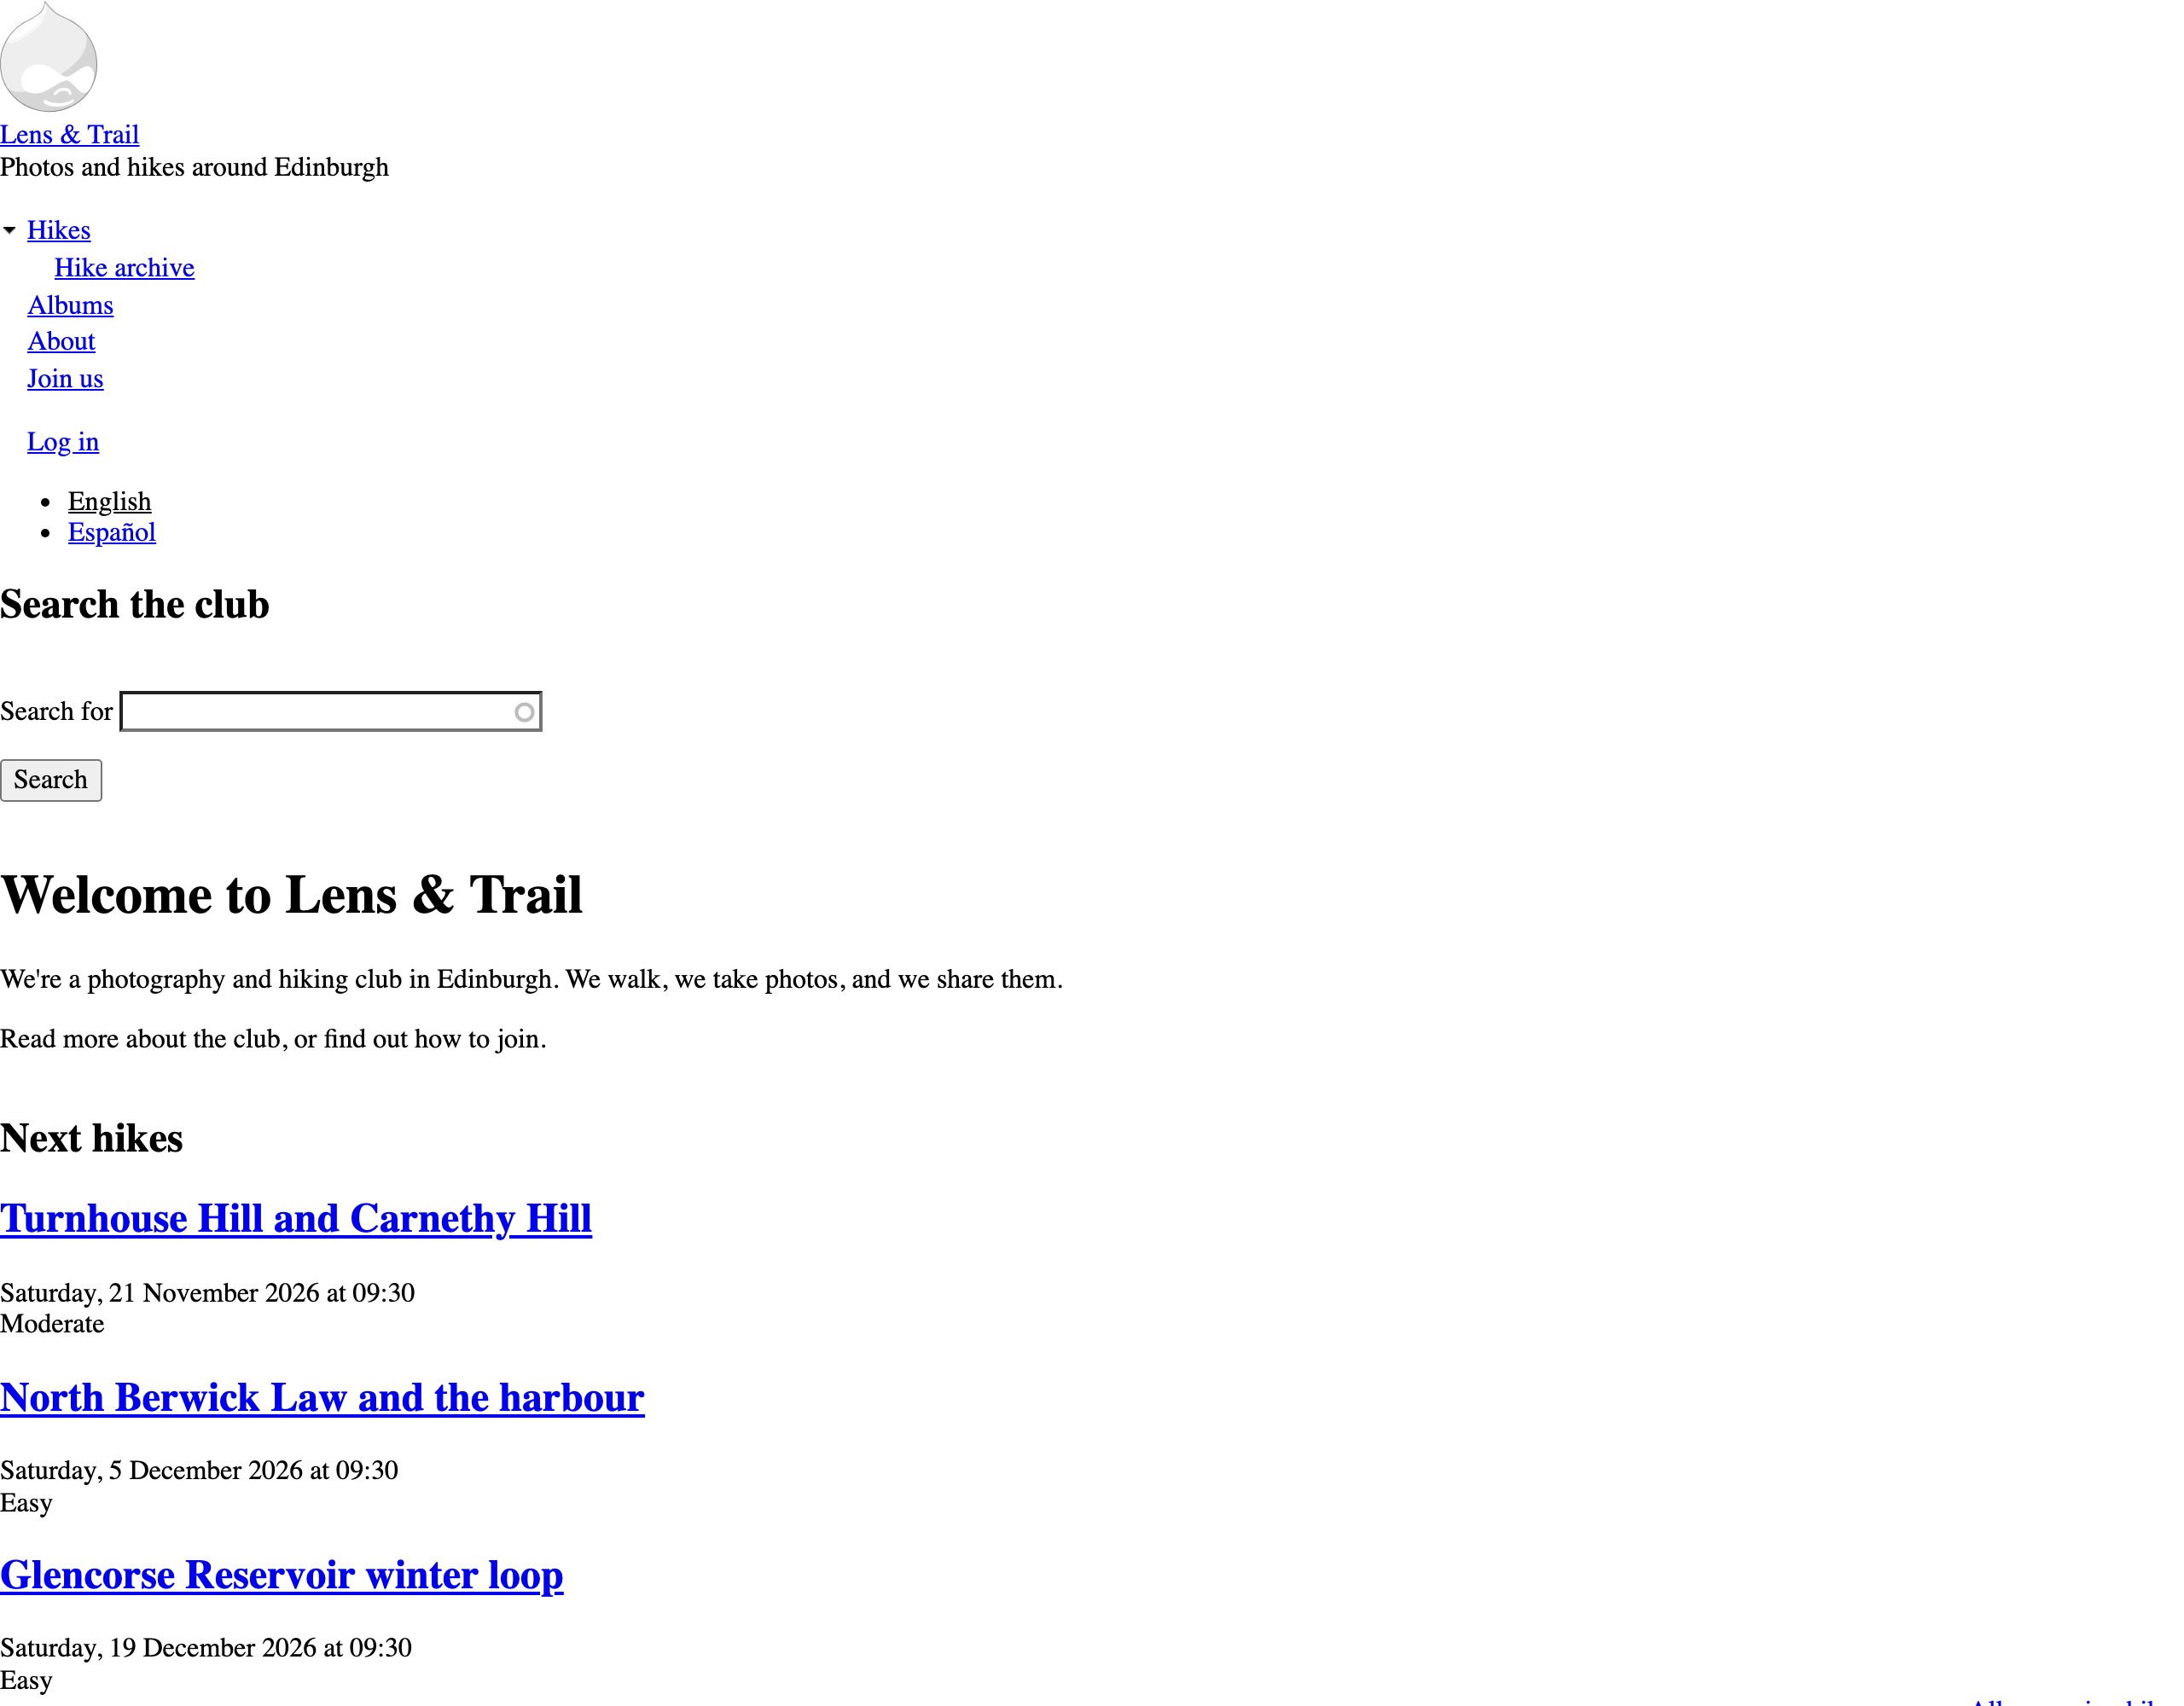 Lens & Trail
Photos and hikes around Edinburgh
Hikes
Hike archive
Albums
About
Join us
Log in
English
Español
Search the club
Search for
Search
Welcome to Lens & Trail
We're a photography and hiking club in Edinburgh. We walk, we take photos, and we share them.
Read more about the club, or find out how to join.
Next hikes
Turnhouse Hill and Carnethy Hill
Saturday, 21 November 2026 at 09:30
Moderate
North Berwick Law and the harbour
Saturday, 5 December 2026 at 09:30
Easy
Glencorse Reservoir winter loop
Saturday, 19 December 2026 at 09:30
Easy